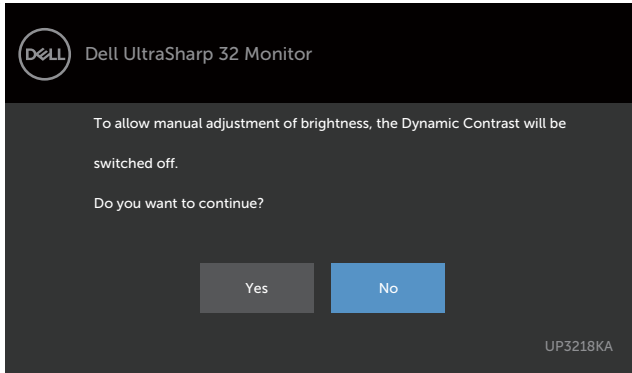 DELL
Dell UltraSharp 32 Monitor
To allow manual adjustment of brightness, the Dynamic Contrast will be
switched off.
Do you want to continue?
Yes
No
UP3218KA